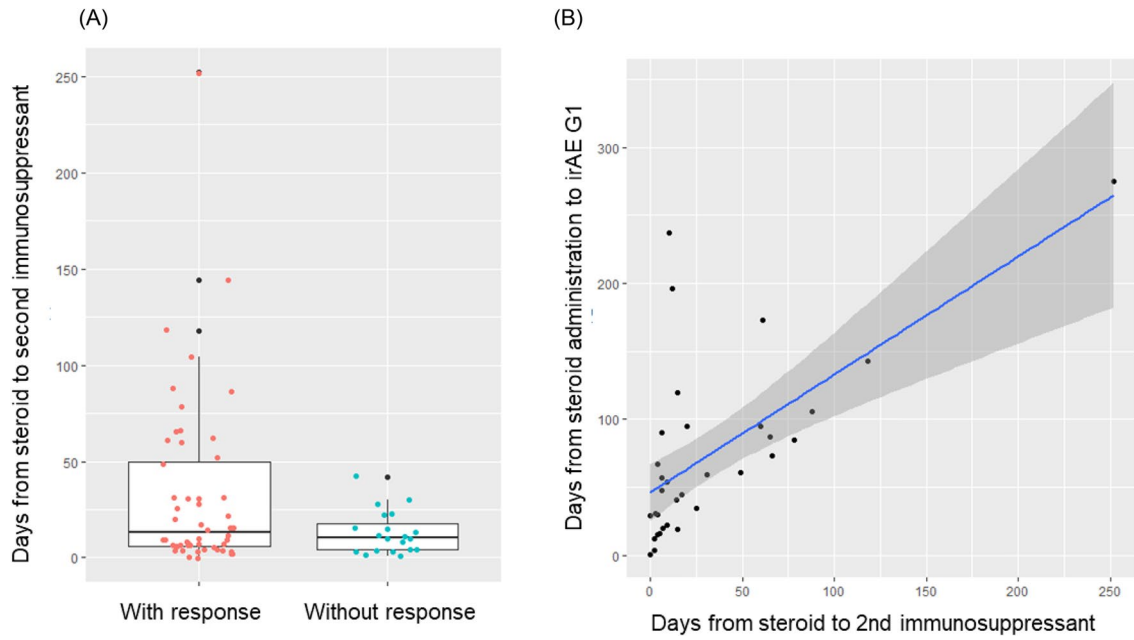 (A)
Days from steroid to second immunosuppressant
250
200
150
100
50
0
With response
Without response
(B)
Days from steroid administration to irAE G1
300
200
100
0
0
50
100
150
200
250
Days from steroid to 2nd immunosuppressant